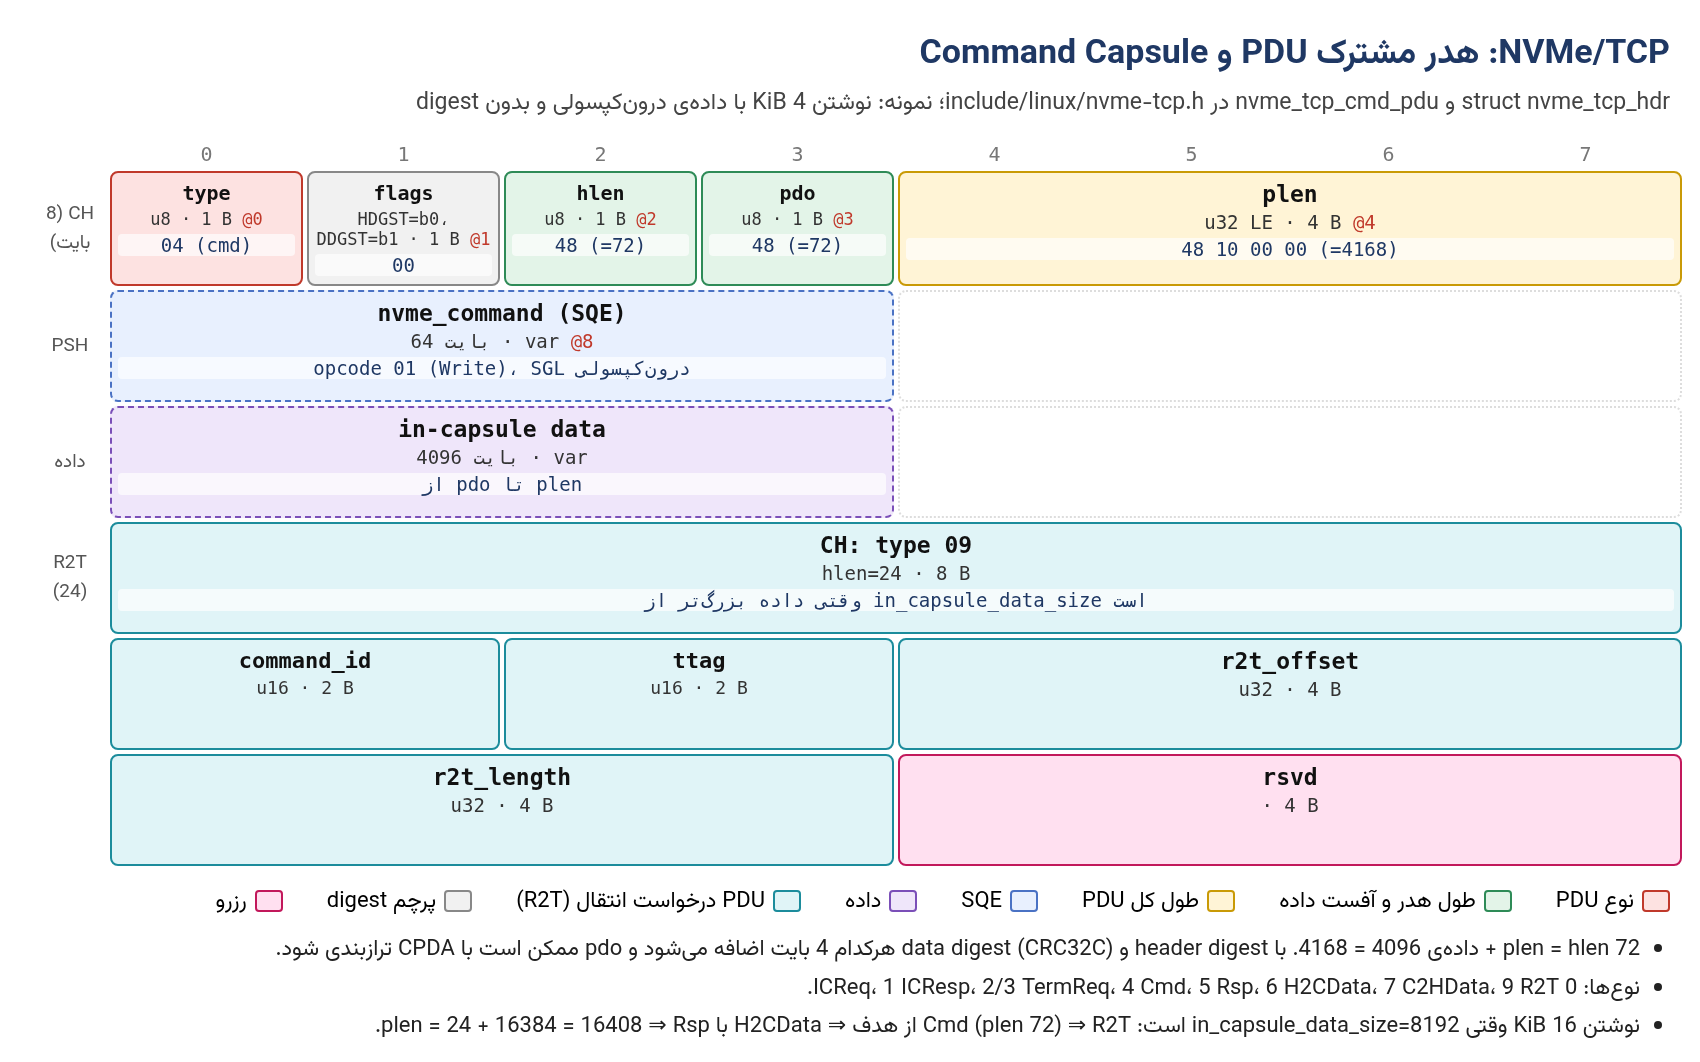 NVMe/TCP: هدر مشترک PDU و Command Capsule
struct nvme_tcp_hdr و nvme_tcp_cmd_pdu در include/linux/nvme-tcp.h؛ نمونه: نوشتن 4 KiB با داده‌ی درون‌کپسولی و بدون digest
0 1 2 3 4 5 6 7
CH (8 بایت)
type
u8 · 1 B @0
04 (cmd)
flags
HDGST=b0،
DDGST=b1 · 1 B @1
00
hlen
u8 · 1 B @2
48 (=72)
pdo
u8 · 1 B @3
48 (=72)
plen
u32 LE · 4 B @4
48 10 00 00 (=4168)
PSH
nvme_command (SQE)
64 بایت · var @8
opcode 01 (Write)، SGL درون‌کپسولی
داده
in-capsule data
4096 بایت · var
از pdo تا plen
R2T
(24)
CH: type 09
hlen=24 · 8 B
وقتی داده بزرگ‌تر از in_capsule_data_size است
command_id
u16 · 2 B
ttag
u16 · 2 B
r2t_offset
u32 · 4 B
r2t_length
u32 · 4 B
rsvd
· 4 B
نوع PDU
طول هدر و آفست داده
طول کل PDU
SQE
داده
PDU درخواست انتقال (R2T)
پرچم digest
رزرو
• plen = hlen 72 + داده‌ی 4096 = 4168. با header digest و data digest (CRC32C) هرکدام 4 بایت اضافه می‌شود و pdo ممکن است با CPDA ترازبندی شود.
• نوع‌ها: 0 ICReq، 1 ICResp، 2/3 TermReq، 4 Cmd، 5 Rsp، 6 H2CData، 7 C2HData، 9 R2T.
• نوشتن 16 KiB وقتی in_capsule_data_size=8192 است: Cmd (plen 72) ⇒ R2T از هدف ⇒ H2CData با plen = 24 + 16384 = 16408 ⇒ Rsp.